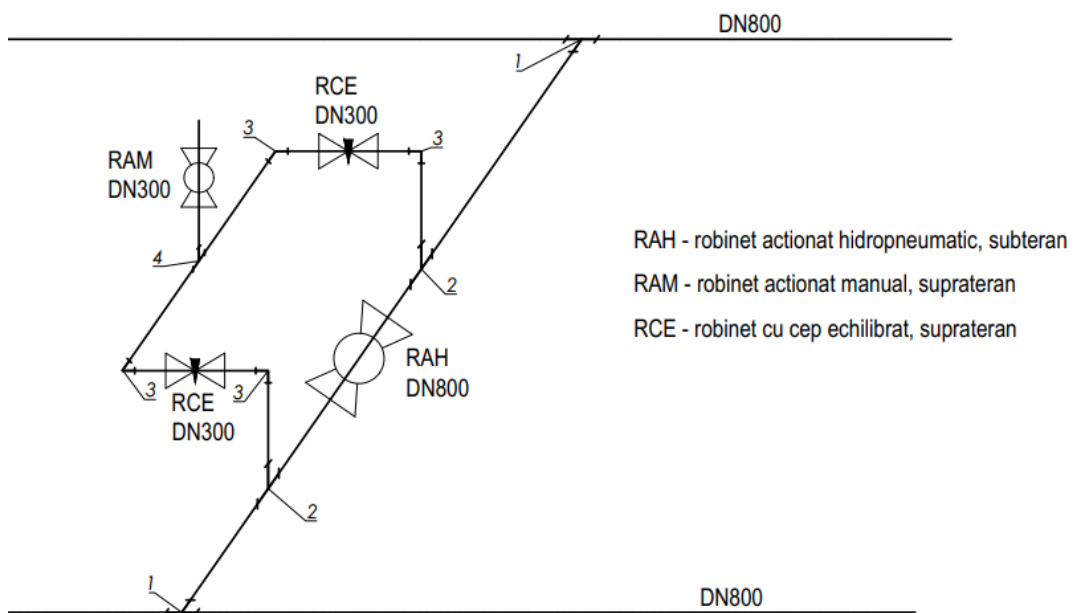 DN800
1
RCE
DN300
3
3
RAM
DN300
4
2
RAH - robinet actionat hidropneumatic, subteran
RAM - robinet actionat manual, suprateran
RCE - robinet cu cep echilibrat, suprateran
RAH
DN800
3
3
RCE
DN300
2
1
DN800